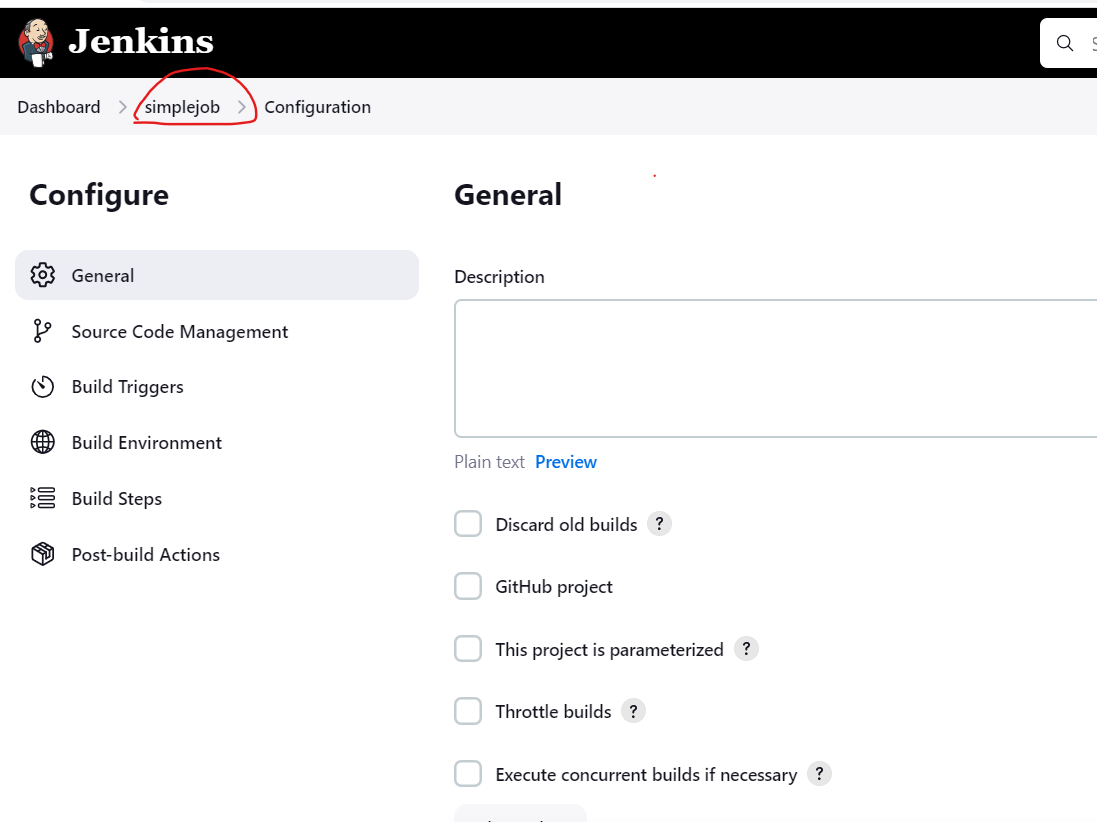 Jenkins
Dashboard > simplejob > Configuration
Configure
General
Source Code Management
Build Triggers
Build Environment
Build Steps
Post-build Actions
General
Description
Plain text Preview
Discard old builds ?
GitHub project
This project is parameterized ?
Throttle builds ?
Execute concurrent builds if necessary ?